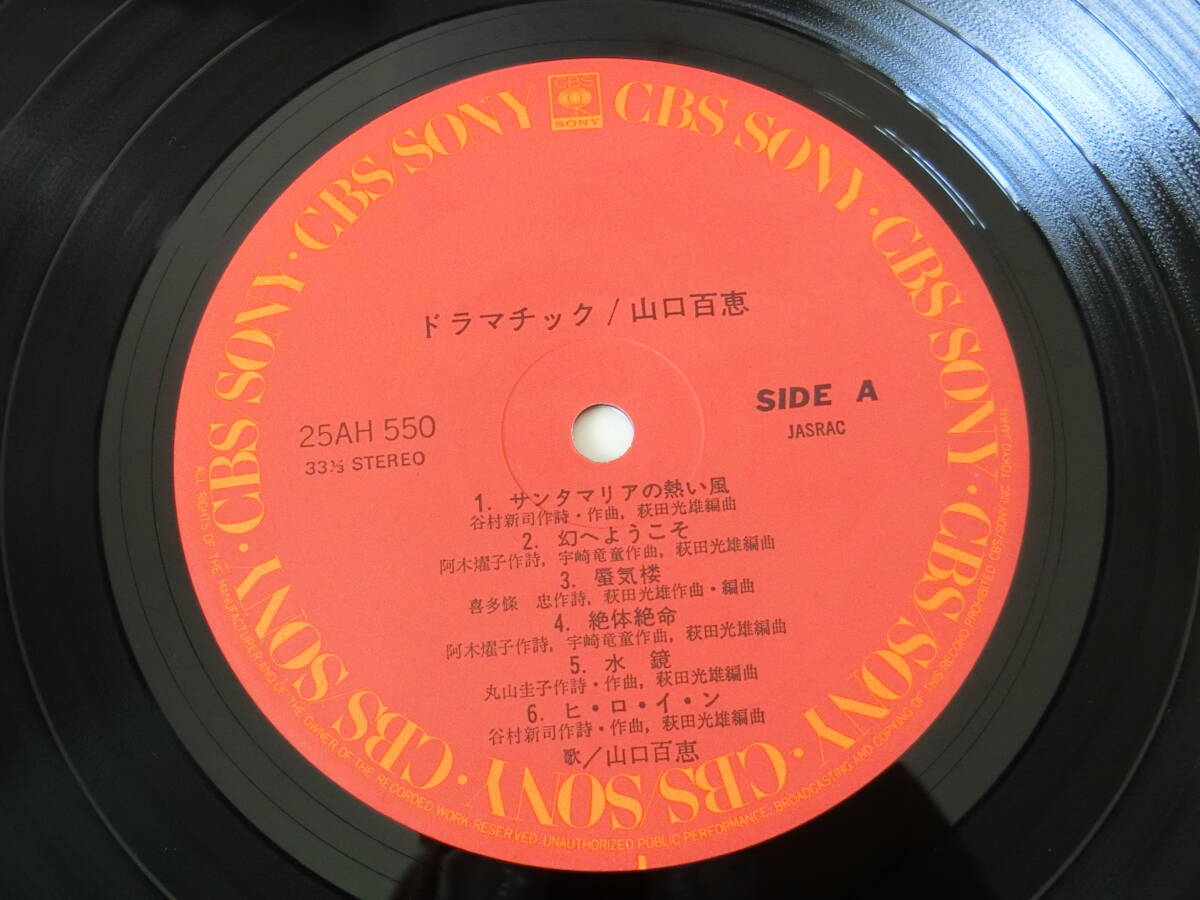 CBS
SONY
CBS/SONY · CBS/SONY · CBS/SONY · CBS/SONY · CBS/SONY · CBS/SONY · CBS/SONY · CBS/SONY
ドラマチック / 山口百恵
25AH 550
33⅓ STEREO
SIDE A
JASRAC
1. サンタマリアの熱い風
谷村新司作詩・作曲, 萩田光雄編曲
2. 幻へようこそ
阿木燿子作詩, 宇崎竜童作曲, 萩田光雄編曲
3. 蜃気楼
喜多條 忠作詩, 萩田光雄作曲・編曲
4. 絶体絶命
阿木燿子作詩, 宇崎竜童作曲, 萩田光雄編曲
5. 水 鏡
丸山圭子作詩・作曲, 萩田光雄編曲
6. ヒ・ロ・イ・ン
谷村新司作詩・作曲, 萩田光雄編曲
歌/山口百恵
ALL RIGHTS OF THE MANUFACTURER AND OF THE OWNER OF THE RECORDED WORK RESERVED. UNAUTHORIZED PUBLIC PERFORMANCE, BROADCASTING AND COPYING OF THIS RECORD PROHIBITED CBS/SONY INC. TOKYO JAPAN